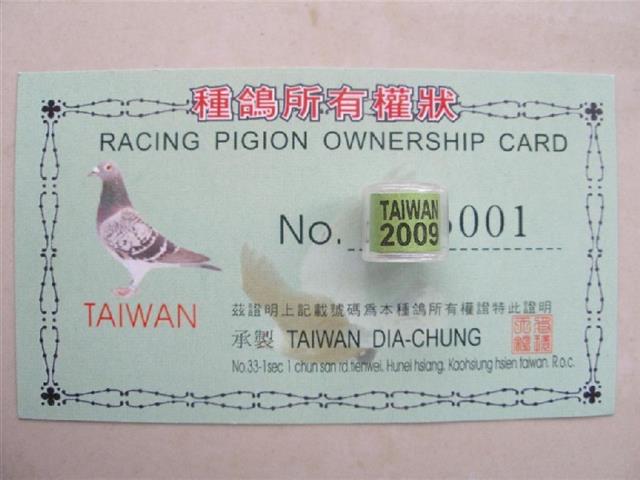 種鴿所有權狀
RACING PIGION OWNERSHIP CARD
No. 001
TAIWAN
2009
TAIWAN
茲證明上記載號碼爲本種鴿所有權證特此證明
承製 TAIWAN DIA-CHUNG
No.33-1sec 1 chun san rd.tienwei. Hunei hsiang. Kaohsiung hsien taiwan. R.o.c.